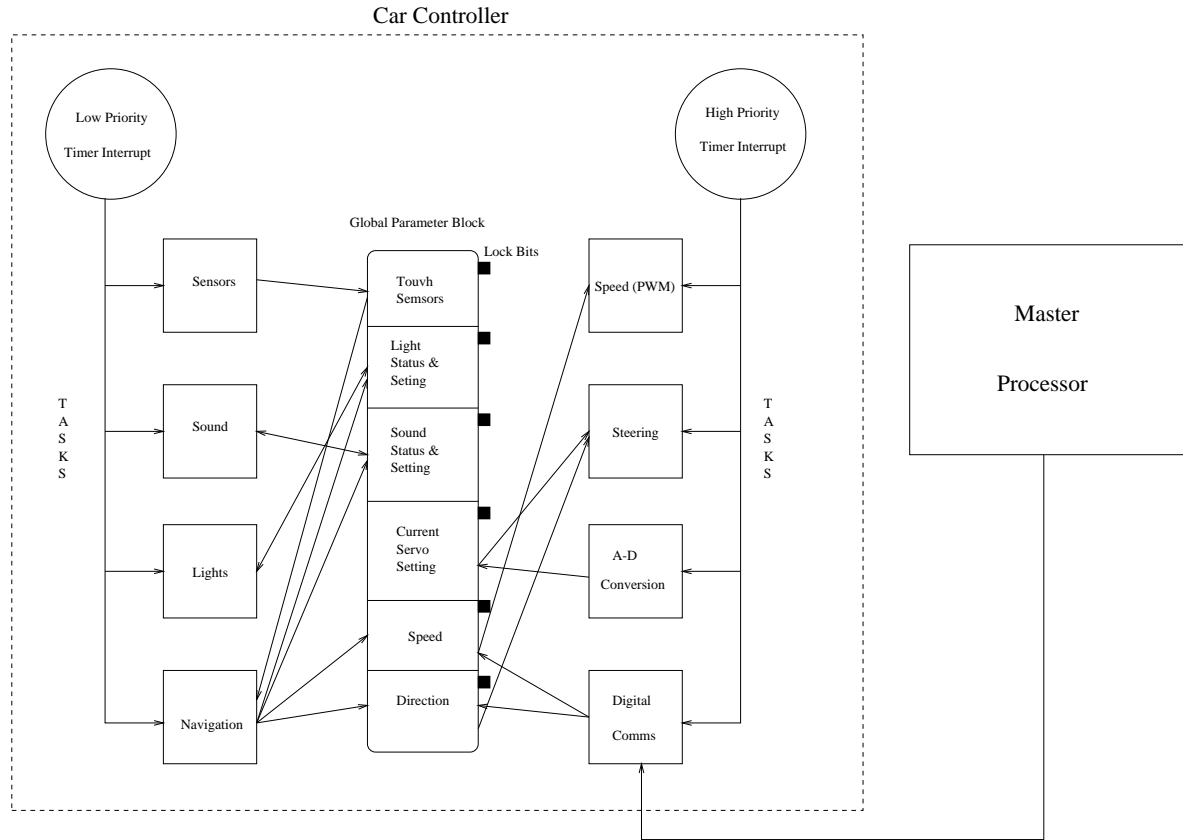 Car Controller
Low Priority
Timer Interrupt
High Priority
Timer Interrupt
Global Parameter Block
Lock Bits
Sensors
Touvh
Semsors
Speed (PWM)
Master
Processor
Light
Status &
Seting
T
A
S
K
S
Sound
Sound
Status &
Setting
Steering
T
A
S
K
S
Lights
Current
Servo
Setting
A-D
Conversion
Speed
Navigation
Direction
Digital
Comms